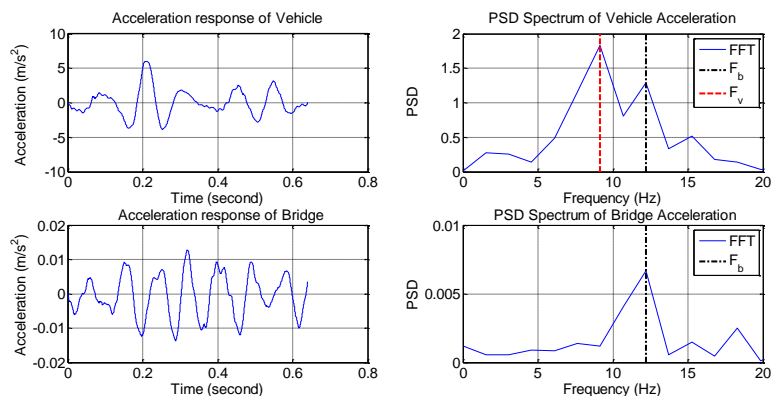 Acceleration response of Vehicle
Acceleration (m/s²)
10
5
0
-5
-10
0
0.2
0.4
0.6
0.8
Time (second)
PSD Spectrum of Vehicle Acceleration
PSD
2
1.5
1
0.5
0
0
5
10
15
20
Frequency (Hz)
FFT
F_b
F_v
Acceleration response of Bridge
Acceleration (m/s²)
0.02
0.01
0
-0.01
-0.02
0
0.2
0.4
0.6
0.8
Time (second)
PSD Spectrum of Bridge Acceleration
PSD
0.01
0.005
0
0
5
10
15
20
Frequency (Hz)
FFT
F_b